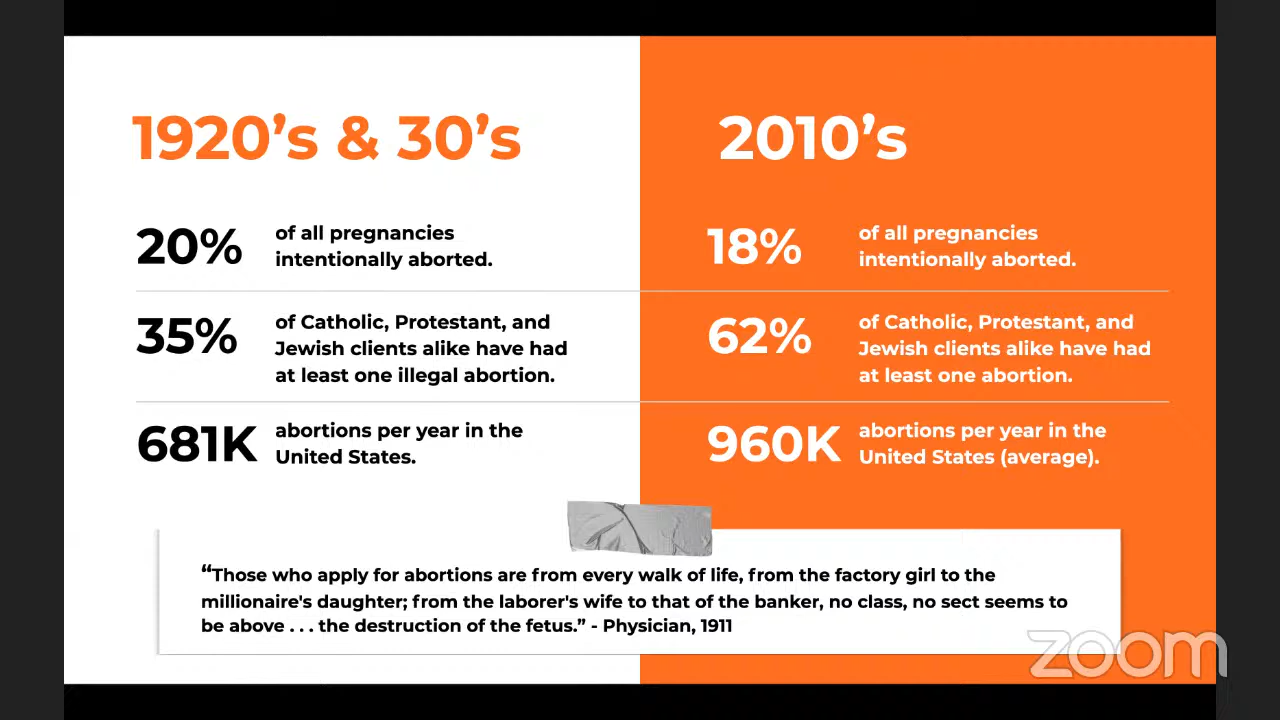 1920's & 30's
20%
of all pregnancies
intentionally aborted.
35%
of Catholic, Protestant, and
Jewish clients alike have had
at least one illegal abortion.
681K
abortions per year in the
United States.
2010's
18%
of all pregnancies
intentionally aborted.
62%
of Catholic, Protestant, and
Jewish clients alike have had
at least one abortion.
960K
abortions per year in the
United States (average).
“Those who apply for abortions are from every walk of life, from the factory girl to the
millionaire's daughter; from the laborer's wife to that of the banker, no class, no sect seems to
be above . . . the destruction of the fetus.” - Physician, 1911
zoom